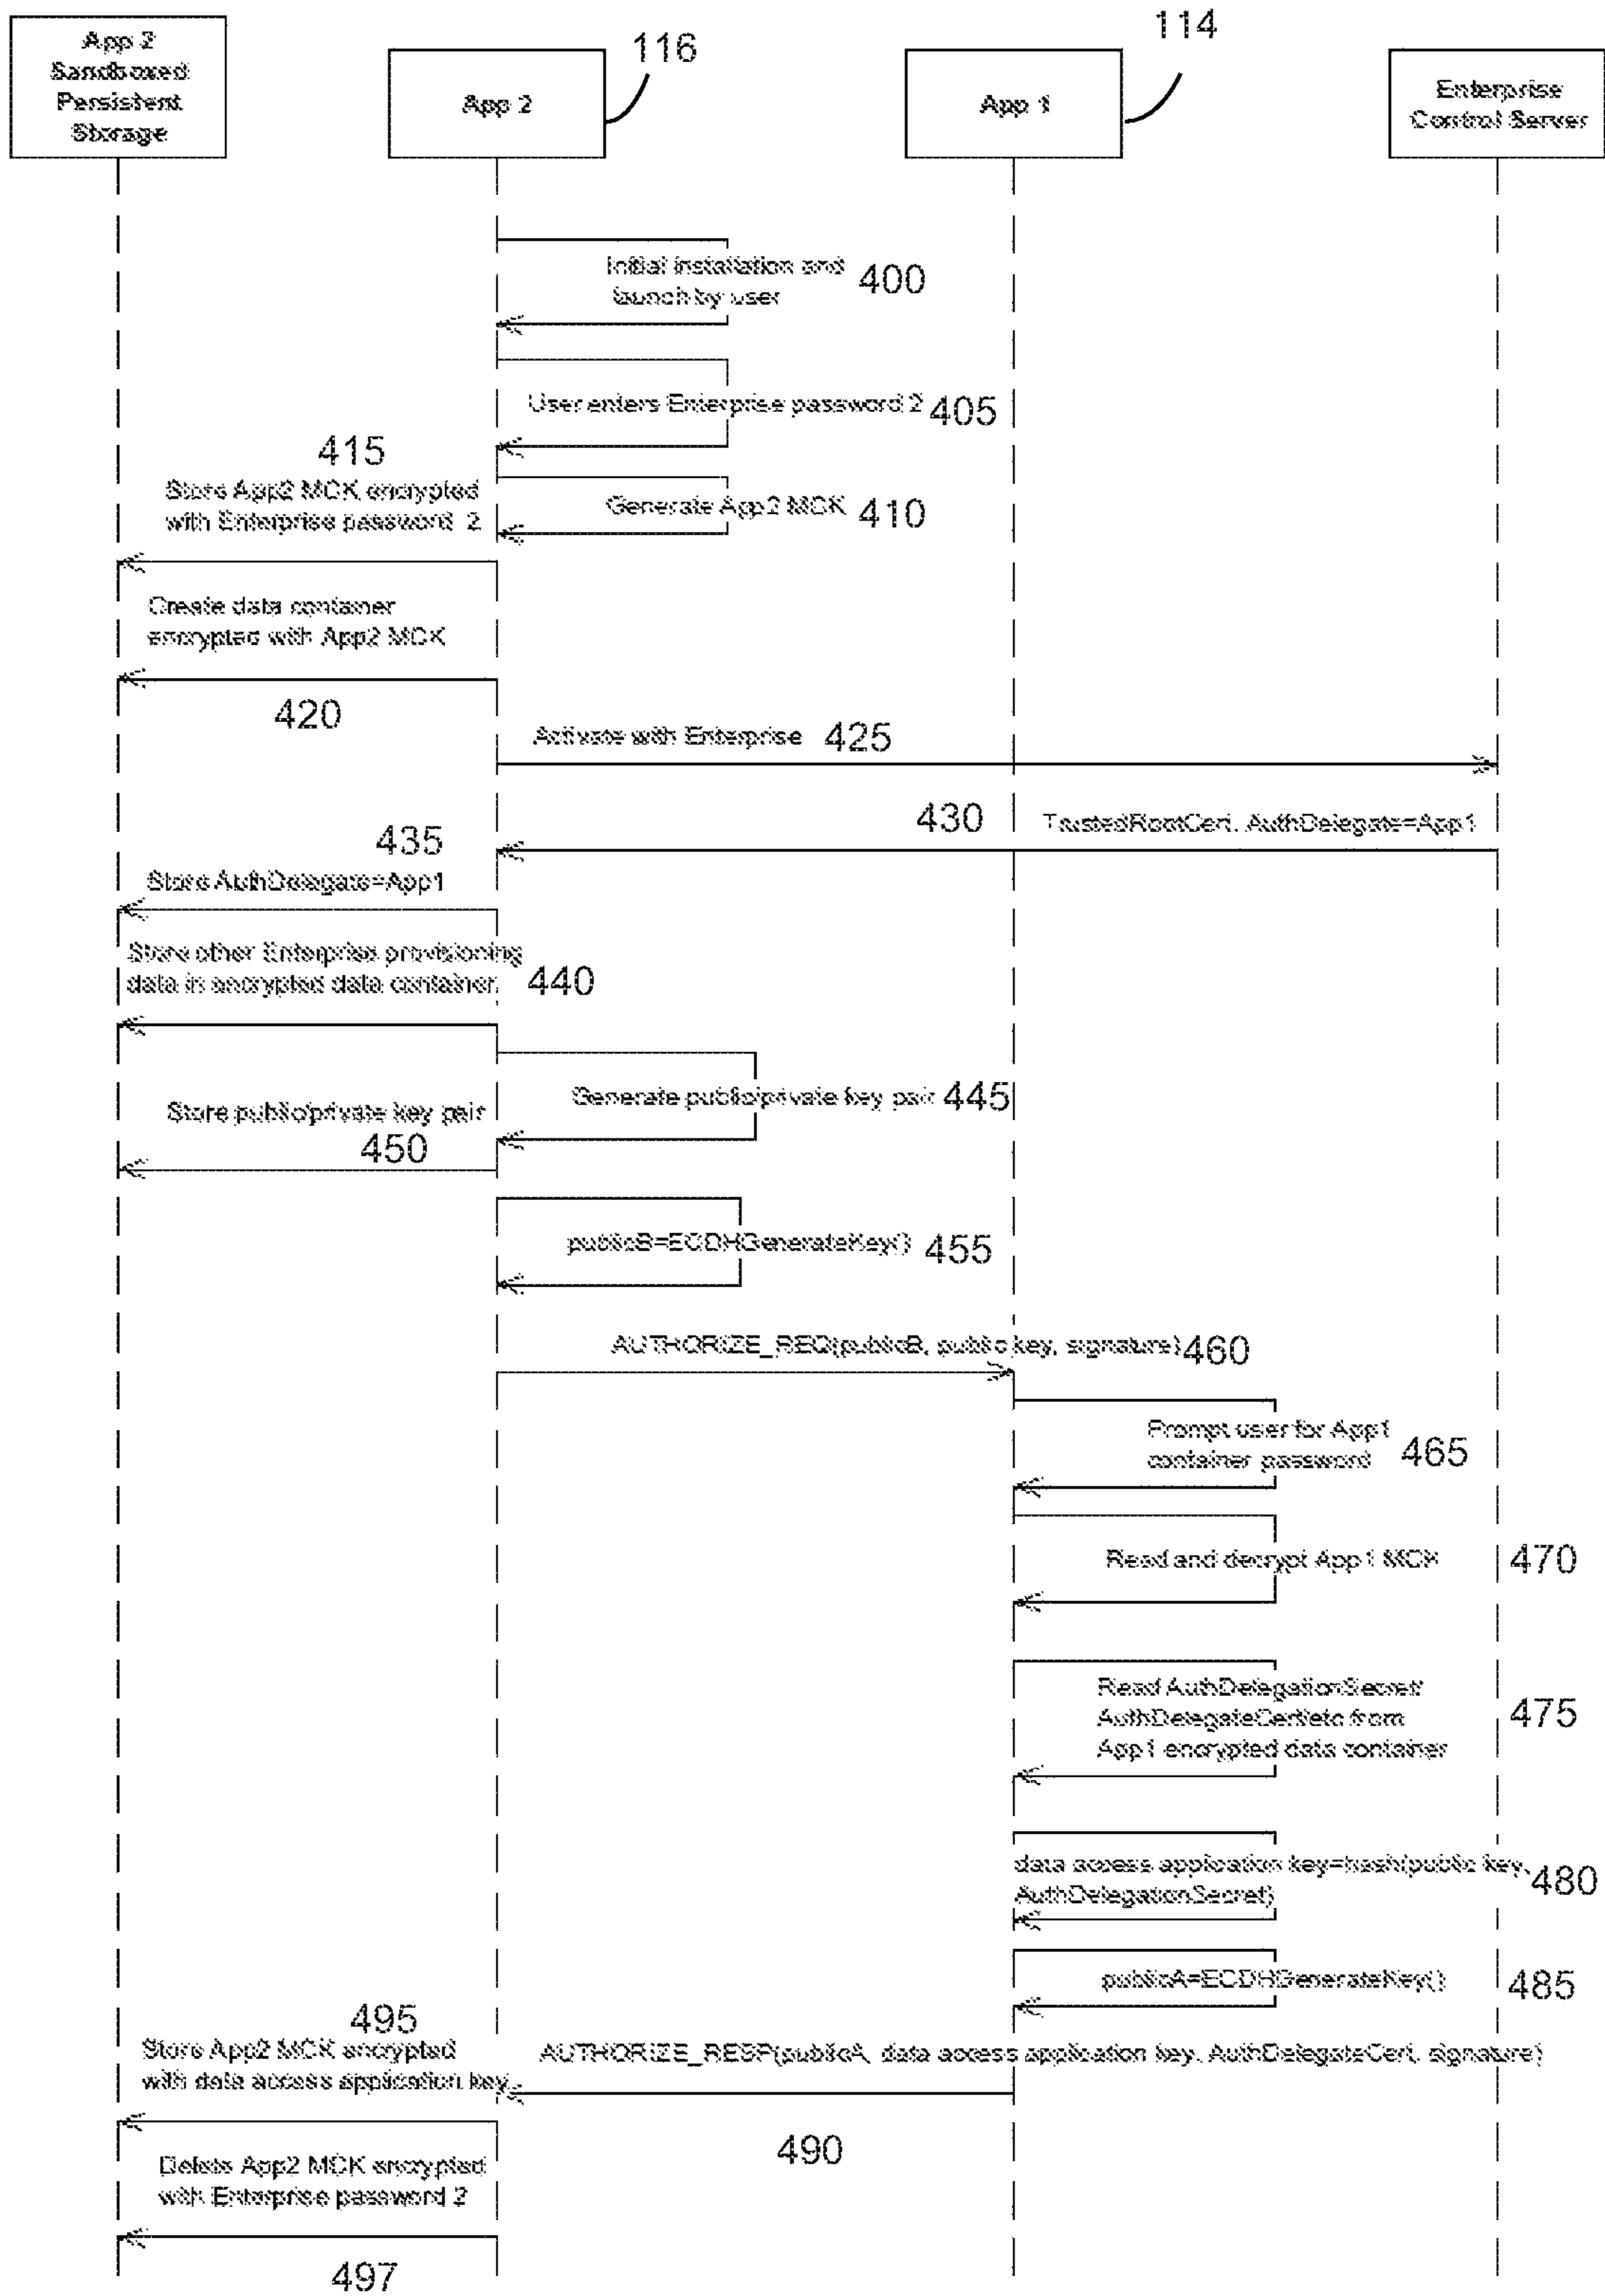 App 2
Sandboxed
Persistent
Storage
App 2
116
App 1
114
Enterprise
Control Server
Initial installation and
launch by user
400
User enters Enterprise password 2
405
415
Store App2 MCK encrypted
with Enterprise password 2
Generate App2 MCK
410
Create data container
encrypted with App2 MCK
420
Activate with Enterprise
425
430
TrustedRootCert, AuthDelegate=App1
435
Store AuthDelegate=App1
Store other Enterprise provisioning
data in encrypted data container
440
Generate public/private key pair
445
Store public/private key pair
450
publicB=ECDHGenerateKey()
455
AUTHORIZE_REQ(publicB, public key, signature)
460
Prompt user for App1
container password
465
Read and decrypt App1 MCK
470
Read AuthDelegationSecret/
AuthDelegateCert/etc from
App1 encrypted data container
475
data access application key=hash(public key,
AuthDelegationSecret)
480
publicA=ECDHGenerateKey()
485
495
Store App2 MCK encrypted
with data access application key
AUTHORIZE_RESP(publicA, data access application key, AuthDelegateCert, signature)
490
Delete App2 MCK encrypted
with Enterprise password 2
497